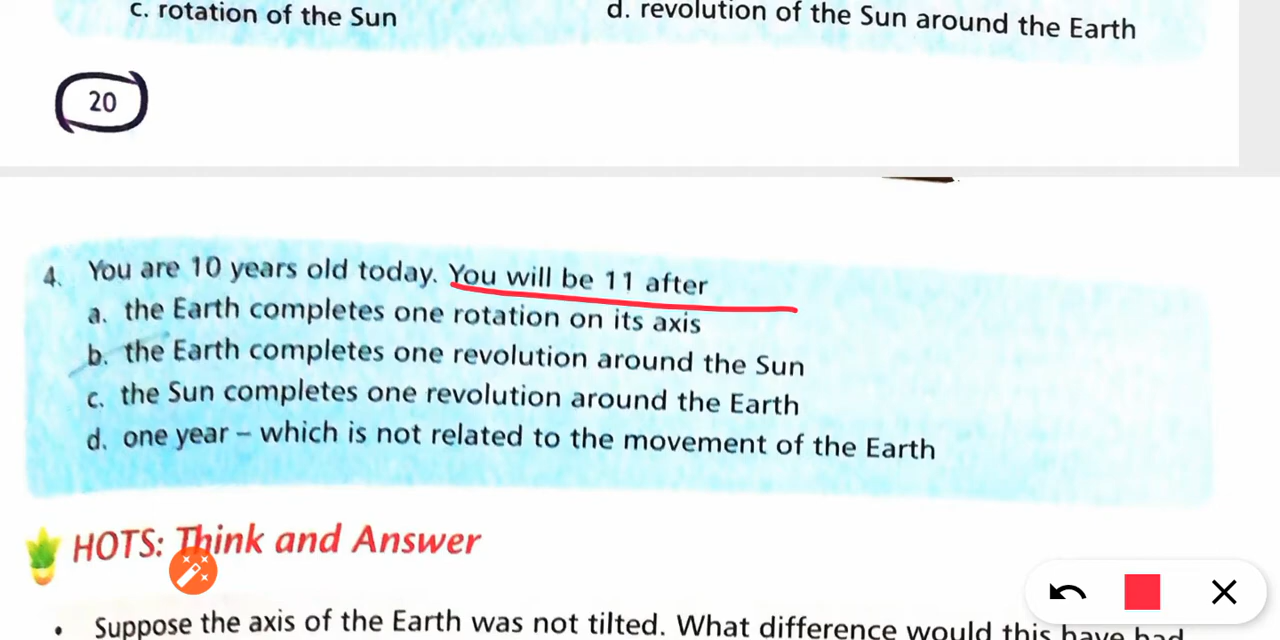 c. rotation of the Sun
d. revolution of the Sun around the Earth
20
4. You are 10 years old today. You will be 11 after
a. the Earth completes one rotation on its axis
b. the Earth completes one revolution around the Sun
c. the Sun completes one revolution around the Earth
d. one year – which is not related to the movement of the Earth
HOTS: Think and Answer
• Suppose the axis of the Earth was not tilted. What difference would this have had